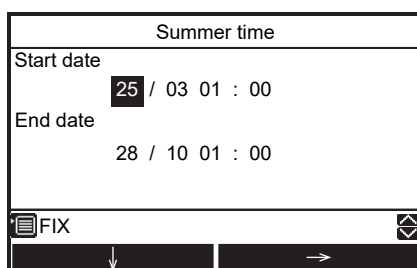 Summer time
Start date
25 / 03 01 : 00
End date
28 / 10 01 : 00
FIX
↓ →